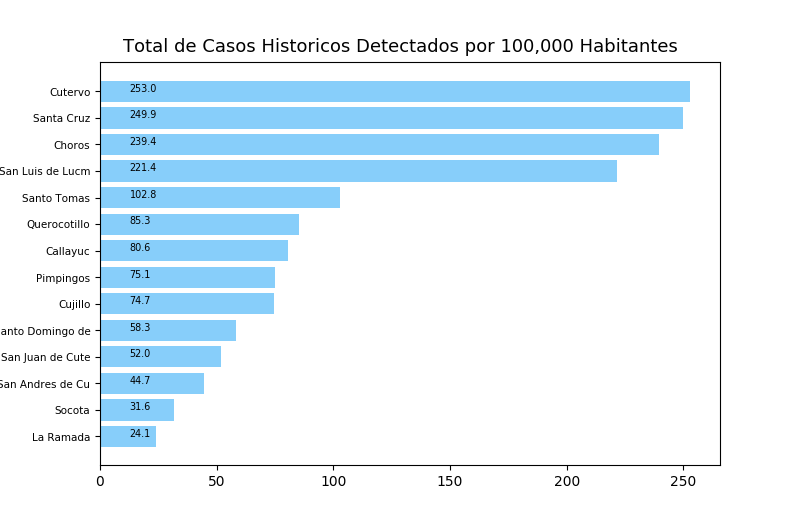 Total de Casos Historicos Detectados por 100,000 Habitantes
Cutervo 253.0
Santa Cruz 249.9
Choros 239.4
San Luis de Lucm 221.4
Santo Tomas 102.8
Querocotillo 85.3
Callayuc 80.6
Pimpingos 75.1
Cujillo 74.7
anto Domingo de 58.3
San Juan de Cute 52.0
San Andres de Cu 44.7
Socota 31.6
La Ramada 24.1
0 50 100 150 200 250